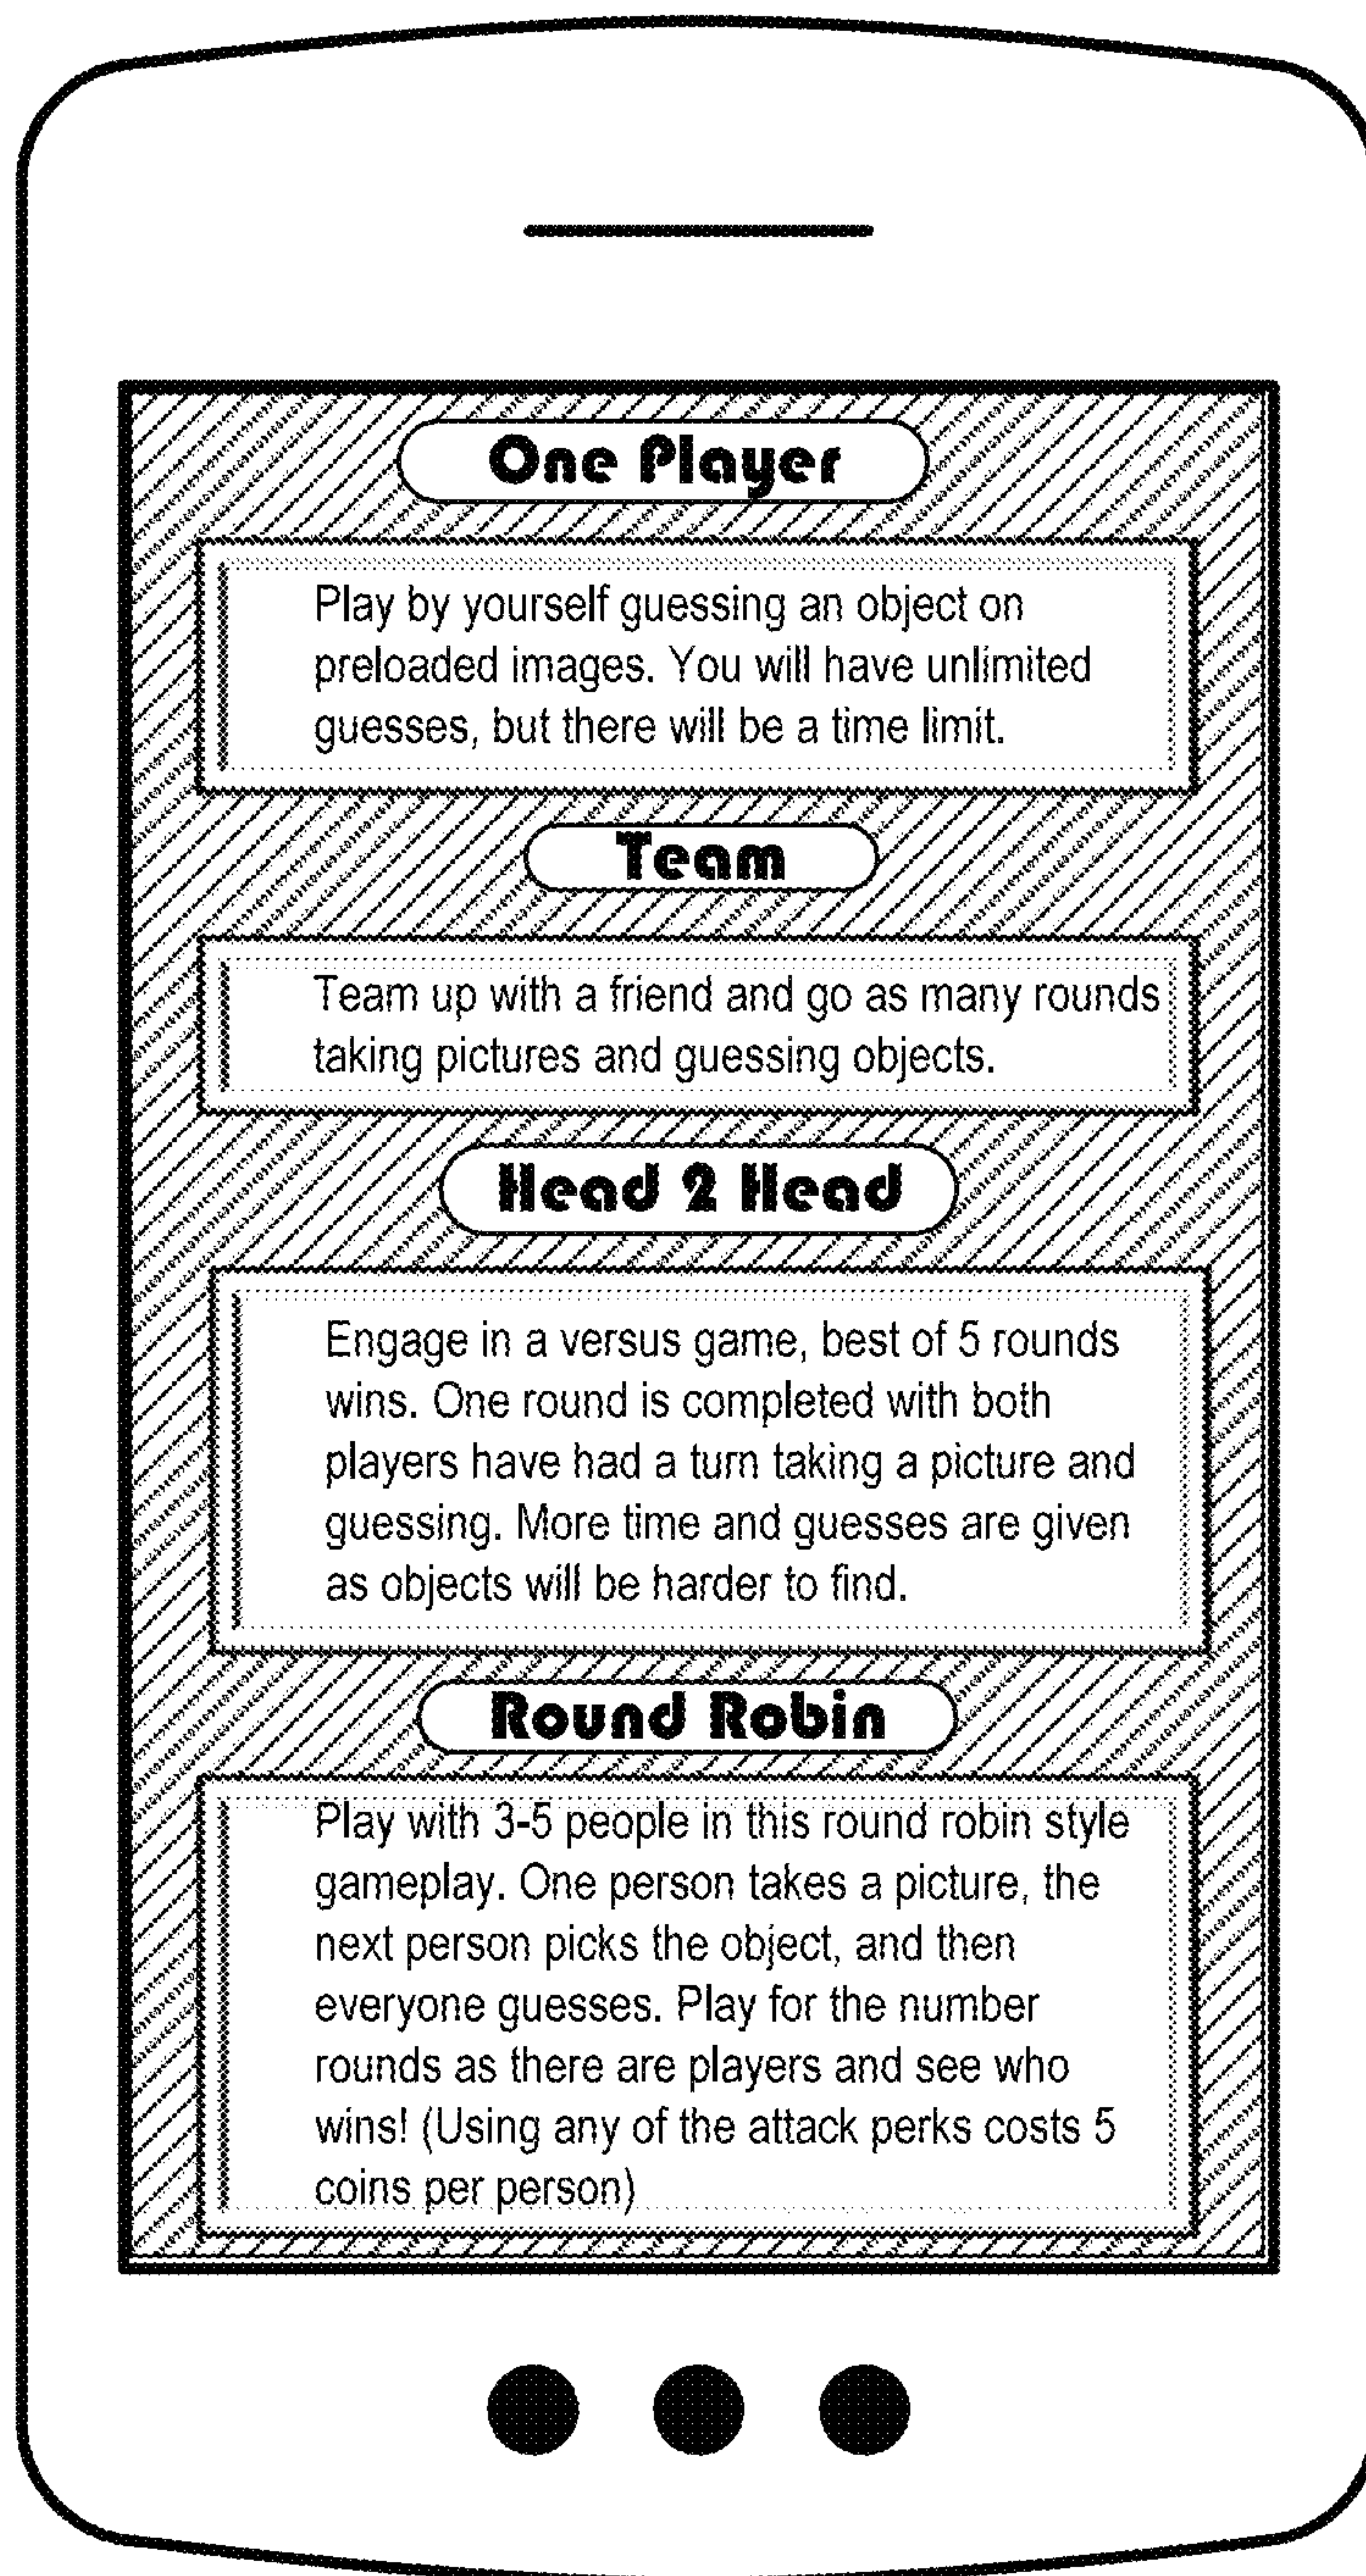 One Player
Play by yourself guessing an object on
preloaded images. You will have unlimited
guesses, but there will be a time limit.
Team
Team up with a friend and go as many rounds
taking pictures and guessing objects.
Head 2 Head
Engage in a versus game, best of 5 rounds
wins. One round is completed with both
players have had a turn taking a picture and
guessing. More time and guesses are given
as objects will be harder to find.
Round Robin
Play with 3-5 people in this round robin style
gameplay. One person takes a picture, the
next person picks the object, and then
everyone guesses. Play for the number
rounds as there are players and see who
wins! (Using any of the attack perks costs 5
coins per person)